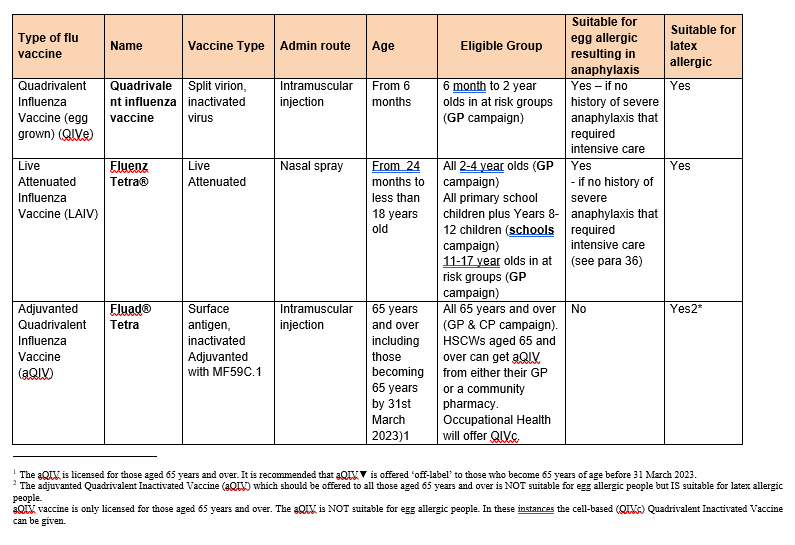 Type of flu vaccine
Name
Vaccine Type
Admin route
Age
Eligible Group
Suitable for egg allergic resulting in anaphylaxis
Suitable for latex allergic
Quadrivalent
Influenza
Vaccine (egg
grown) (QIVe)
Quadrivale
nt influenza
vaccine
Split virion,
inactivated
virus
Intramuscular
injection
From 6
months
6 month to 2 year
olds in at risk groups
(GP campaign)
Yes – if no
history of severe
anaphylaxis that
required
intensive care
Yes
Live
Attenuated
Influenza
Vaccine (LAIV)
Fluenz
Tetra®
Live
Attenuated
Nasal spray
From 24
months to
less than
18 years
old
All 2-4 year olds (GP
campaign)
All primary school
children plus Years 8-
12 children (schools
campaign)
11-17 year olds in at
risk groups (GP
campaign)
Yes
- if no history of
severe
anaphylaxis that
required
intensive care
(see para 36)
Yes
Adjuvanted
Quadrivalent
Influenza
Vaccine
(aQIV)
Fluad®
Tetra
Surface
antigen,
inactivated
Adjuvanted
with MF59C.1
Intramuscular
injection
65 years
and over
including
those
becoming
65 years
by 31st
March
2023)1
All 65 years and over
(GP & CP campaign).
HSCWs aged 65 and
over can get aQIV
from either their GP
or a community
pharmacy.
Occupational Health
will offer QIVc.
No
Yes2*
1 The aQIV is licensed for those aged 65 years and over. It is recommended that aQIV▼ is offered ‘off-label’ to those who become 65 years of age before 31 March 2023.
2 The adjuvanted Quadrivalent Inactivated Vaccine (aQIV) which should be offered to all those aged 65 years and over is NOT suitable for egg allergic people but IS suitable for latex allergic
people.
aQIV vaccine is only licensed for those aged 65 years and over. The aQIV is NOT suitable for egg allergic people. In these instances the cell-based (QIVc) Quadrivalent Inactivated Vaccine
can be given.